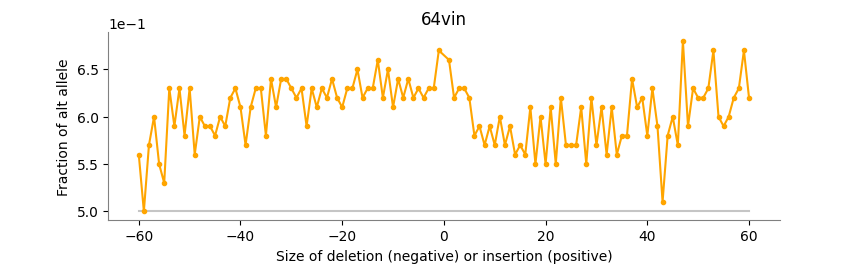 64vin
1e−1
6.5
6.0
5.5
5.0
Fraction of alt allele
−60 −40 −20 0 20 40 60
Size of deletion (negative) or insertion (positive)